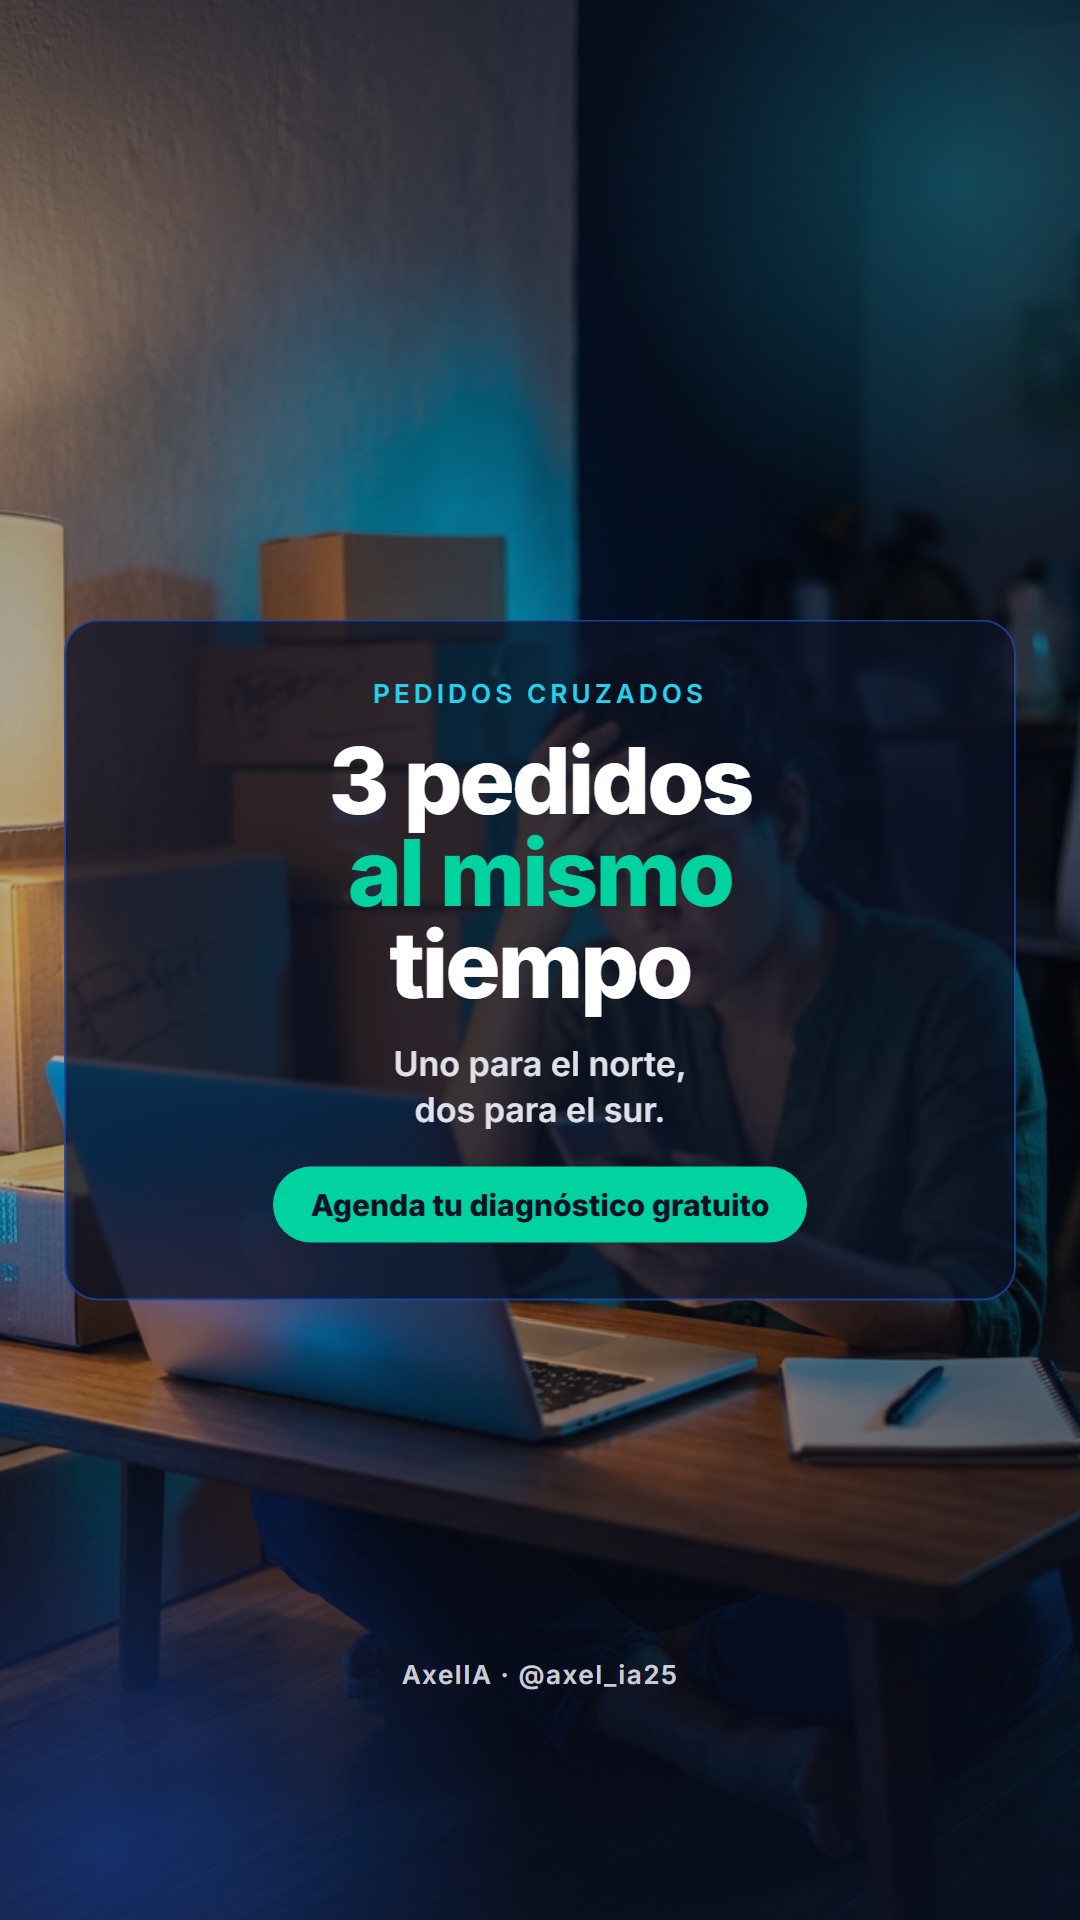 PEDIDOS CRUZADOS
3 pedidos
al mismo
tiempo
Uno para el norte,
dos para el sur.
Agenda tu diagnóstico gratuito
AxelIA · @axel_ia25